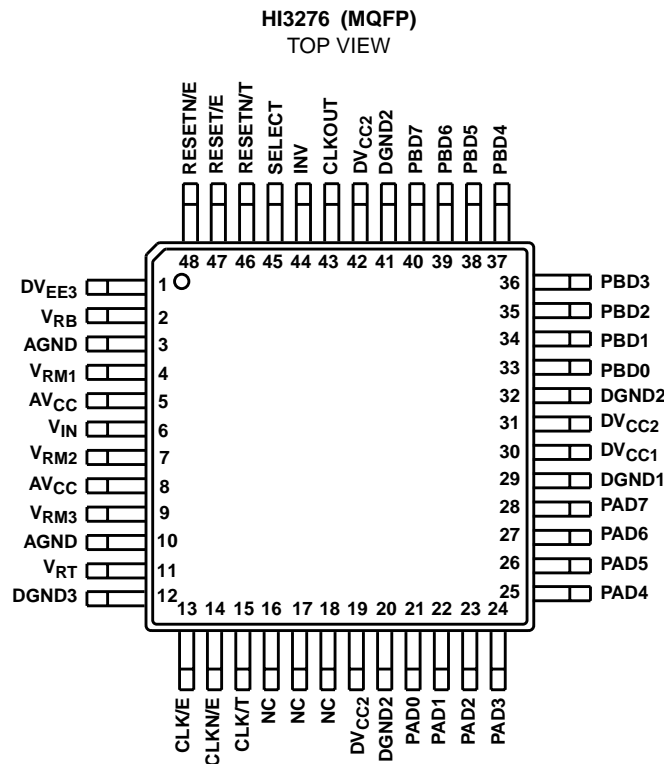 HI3276 (MQFP)
TOP VIEW
RESETN/E
RESET/E
RESETN/T
SELECT
INV
CLKOUT
DVCC2
DGND2
PBD7
PBD6
PBD5
PBD4
48 47 46 45 44 43 42 41 40 39 38 37
DVEE3 1
VRB 2
AGND 3
VRM1 4
AVCC 5
VIN 6
VRM2 7
AVCC 8
VRM3 9
AGND 10
VRT 11
DGND3 12
36 PBD3
35 PBD2
34 PBD1
33 PBD0
32 DGND2
31 DVCC2
30 DVCC1
29 DGND1
28 PAD7
27 PAD6
26 PAD5
25 PAD4
13 14 15 16 17 18 19 20 21 22 23 24
CLK/E
CLKN/E
CLK/T
NC
NC
NC
DVCC2
DGND2
PAD0
PAD1
PAD2
PAD3